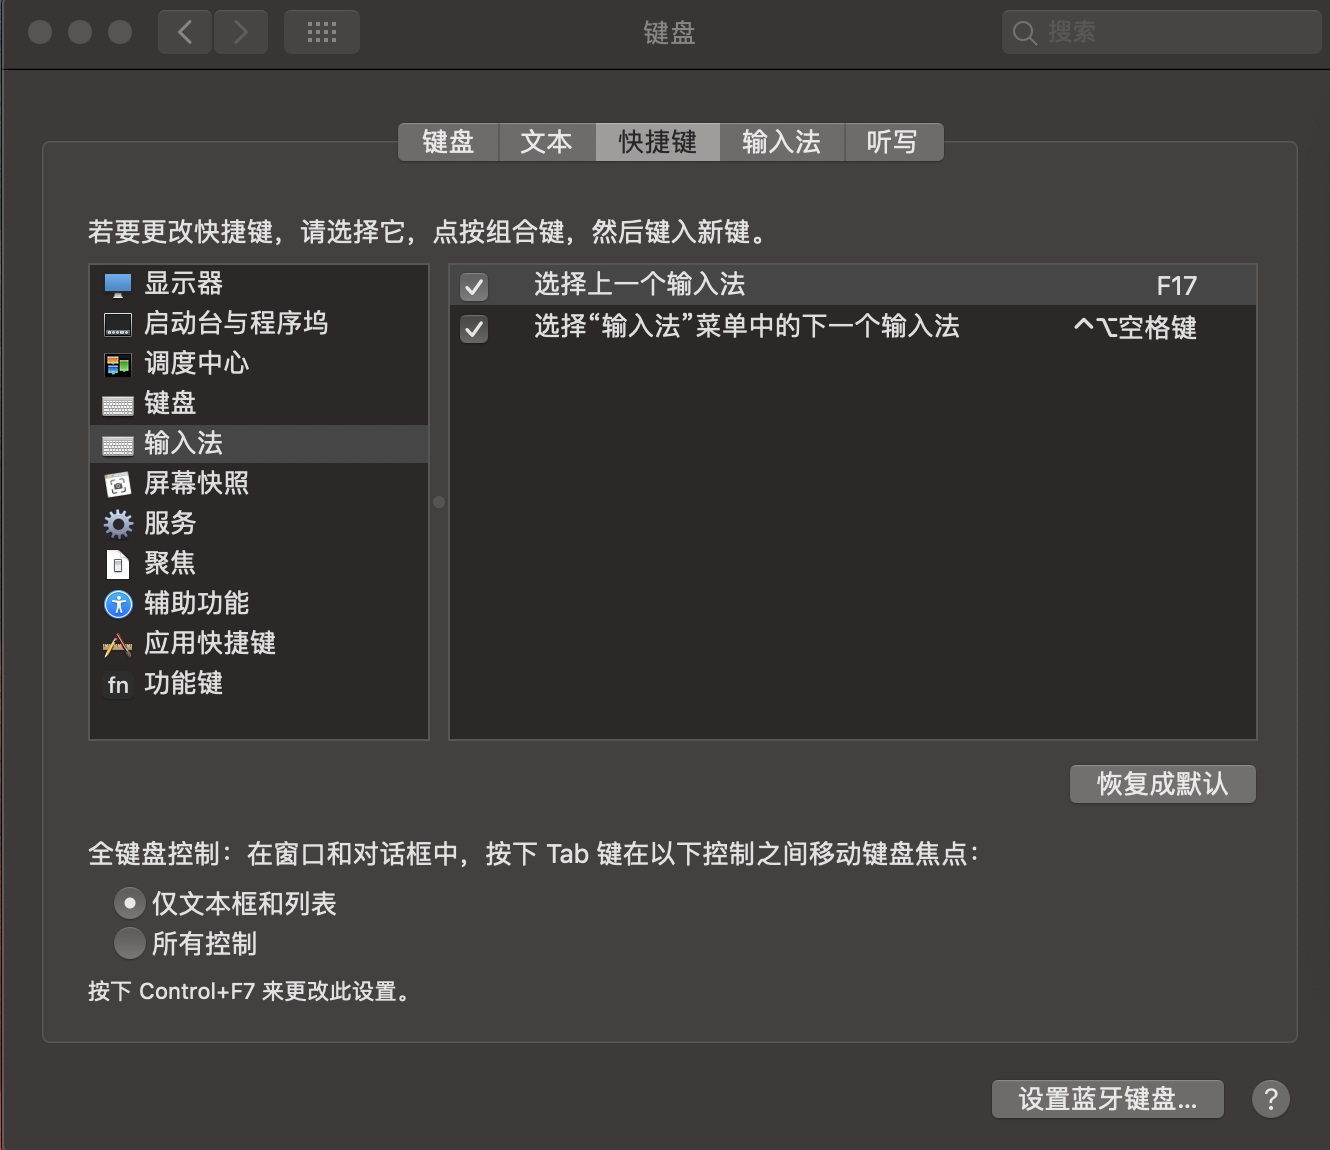 键盘
搜索
键盘 文本 快捷键 输入法 听写
若要更改快捷键，请选择它，点按组合键，然后键入新键。
显示器
启动台与程序坞
调度中心
键盘
输入法
屏幕快照
服务
聚焦
辅助功能
应用快捷键
fn 功能键
选择上一个输入法 F17
选择“输入法”菜单中的下一个输入法 ^⌥空格键
恢复成默认
全键盘控制：在窗口和对话框中，按下 Tab 键在以下控制之间移动键盘焦点：
仅文本框和列表
所有控制
按下 Control+F7 来更改此设置。
设置蓝牙键盘... ?